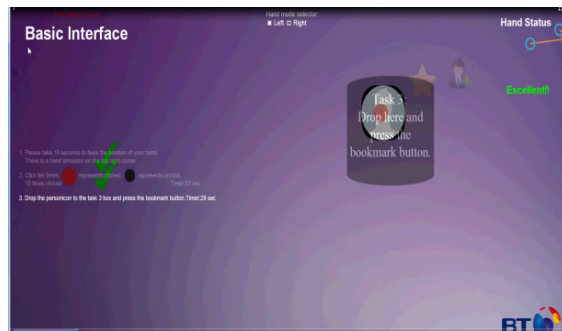 Hand mode selector:
Left Right
Basic Interface
Hand Status
Excellent!!
Task 3:
Drop here and
press the
bookmark button.
1. Please take 15 seconds to feels the position of your hand.
There is a hand simulator on the top right corner
2. Click ten times. represents clicked represents unclick.
10 times clicked Timer:37 sec
3. Drop the personicon to the task 3 box and press the bookmark button.Timer:28 sec
BT